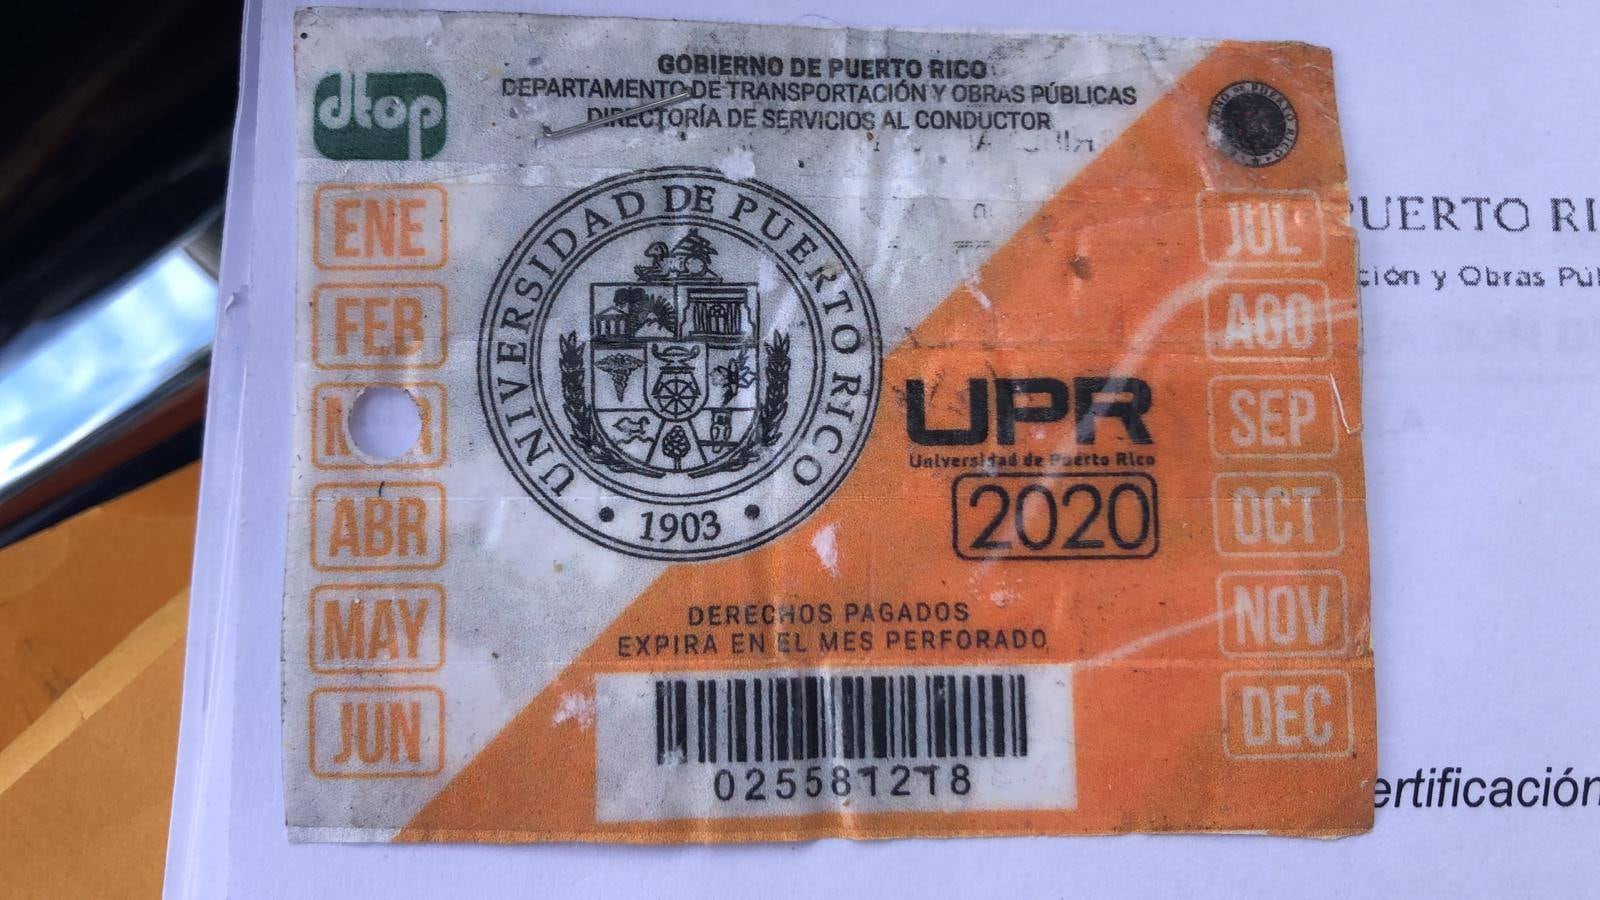 dtop
GOBIERNO DE PUERTO RICO
DEPARTAMENTO DE TRANSPORTACIÓN Y OBRAS PÚBLICAS
DIRECTORÍA DE SERVICIOS AL CONDUCTOR
ENE
FEB
ABR
MAY
JUN
UNIVERSIDAD DE PUERTO RICO
• 1903 •
UPR
Universidad de Puerto Rico
2020
DERECHOS PAGADOS
EXPIRA EN EL MES PERFORADO
025581218
JUL
AGO
SEP
OCT
NOV
DEC
PUERTO RI
ción y Obras Púb
ertificación